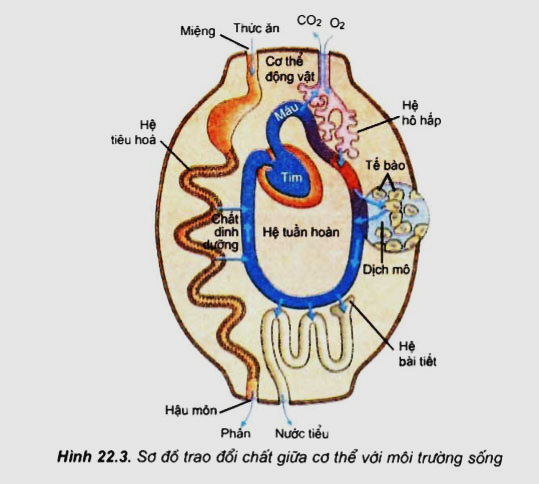 CO2 O2
Miệng
Thức ăn
Cơ thể
động vật
Máu
Hệ
hô hấp
Hệ
tiêu hoá
Tế bào
Tim
Chất
dinh
dưỡng
Hệ tuần hoàn
Dịch mô
Hệ
bài tiết
Hậu môn
Phân
Nước tiểu
Hình 22.3. Sơ đồ trao đổi chất giữa cơ thể với môi trường sống